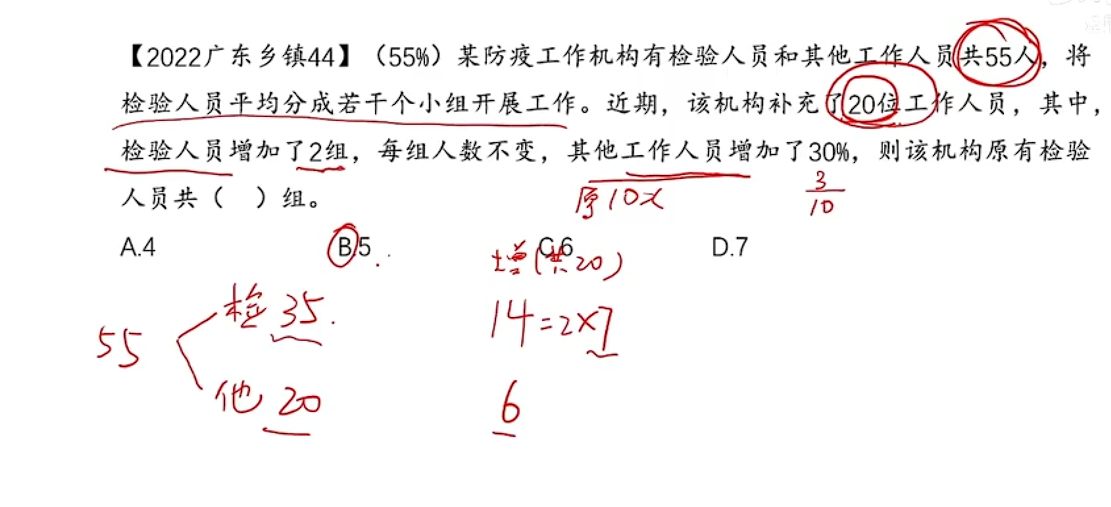 【2022广东乡镇44】（55%）某防疫工作机构有检验人员和其他工作人员共55人，将
检验人员平均分成若干个小组开展工作。近期，该机构补充了20位工作人员，其中，
检验人员增加了2组，每组人数不变，其他工作人员增加了30%，则该机构原有检验
人员共（ ）组。
原10x
3/10
A.4 B.5 C.6 D.7
增(共20)
检 35 14=2×7
55
他 20 6